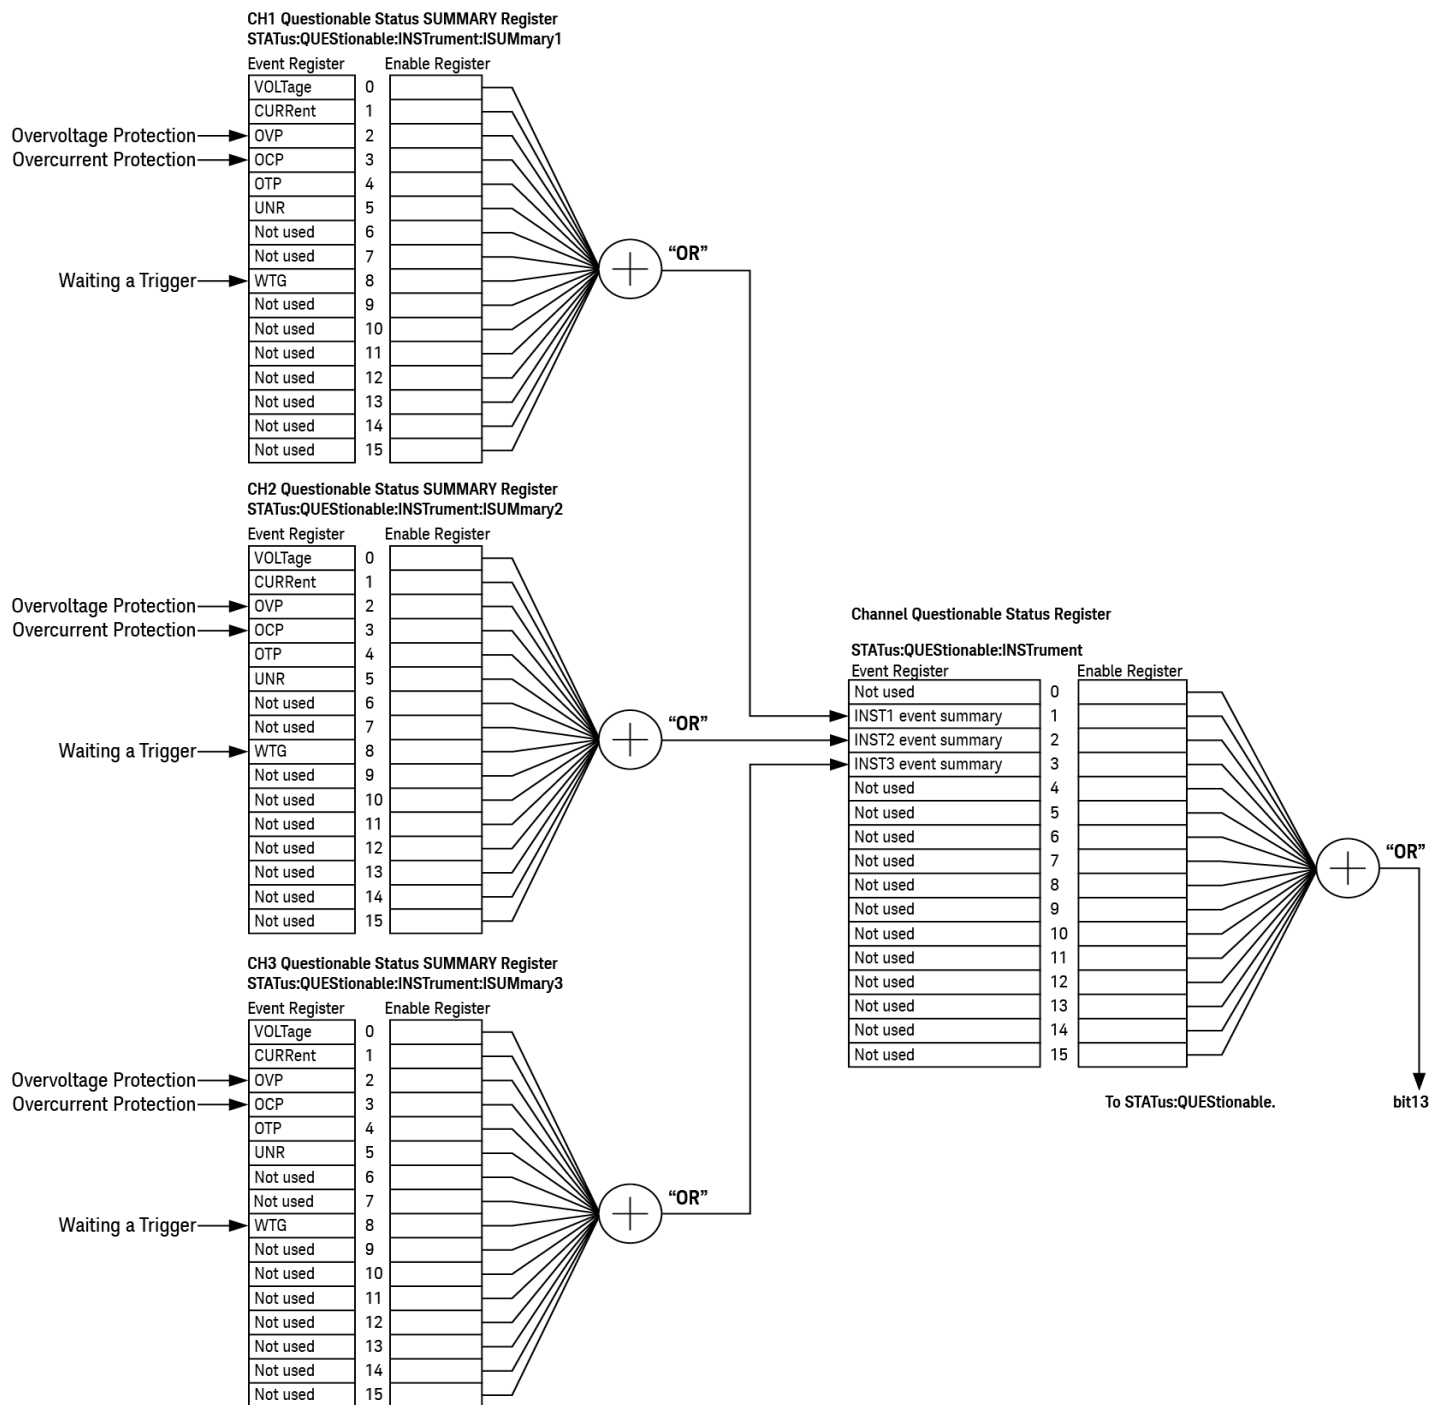 CH1 Questionable Status SUMMARY Register
STATus:QUEStionable:INSTrument:ISUMmary1
Event Register Enable Register
VOLTage 0
CURRent 1
Overvoltage Protection OVP 2
Overcurrent Protection OCP 3
OTP 4
UNR 5
Not used 6
Not used 7
“OR”
Waiting a Trigger WTG 8
Not used 9
Not used 10
Not used 11
Not used 12
Not used 13
Not used 14
Not used 15
CH2 Questionable Status SUMMARY Register
STATus:QUEStionable:INSTrument:ISUMmary2
Event Register Enable Register
VOLTage 0
CURRent 1
Overvoltage Protection OVP 2
Overcurrent Protection OCP 3
OTP 4
UNR 5
Not used 6
Not used 7
“OR”
Waiting a Trigger WTG 8
Not used 9
Not used 10
Not used 11
Not used 12
Not used 13
Not used 14
Not used 15
CH3 Questionable Status SUMMARY Register
STATus:QUEStionable:INSTrument:ISUMmary3
Event Register Enable Register
VOLTage 0
CURRent 1
Overvoltage Protection OVP 2
Overcurrent Protection OCP 3
OTP 4
UNR 5
Not used 6
Not used 7
“OR”
Waiting a Trigger WTG 8
Not used 9
Not used 10
Not used 11
Not used 12
Not used 13
Not used 14
Not used 15
Channel Questionable Status Register
STATus:QUEStionable:INSTrument
Event Register Enable Register
Not used 0
INST1 event summary 1
INST2 event summary 2
INST3 event summary 3
Not used 4
Not used 5
Not used 6
Not used 7
“OR”
Not used 8
Not used 9
Not used 10
Not used 11
Not used 12
Not used 13
Not used 14
Not used 15
To STATus:QUEStionable. bit13